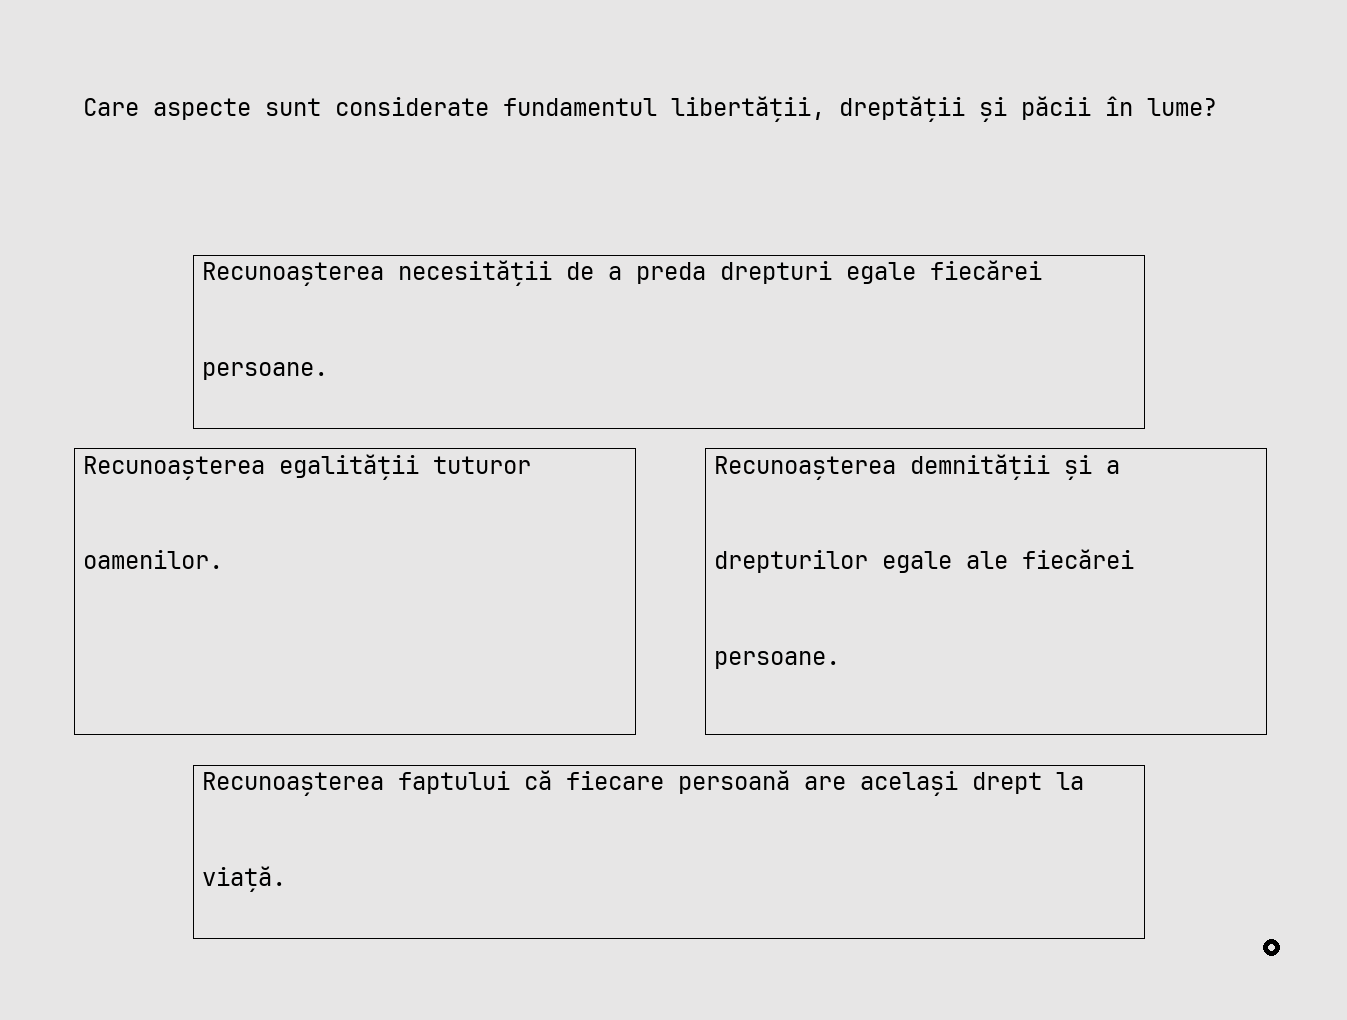 Care aspecte sunt considerate fundamentul libertății, dreptății și păcii în lume?
Recunoașterea necesității de a preda drepturi egale fiecărei
persoane.
Recunoașterea egalității tuturor
oamenilor.
Recunoașterea demnității și a
drepturilor egale ale fiecărei
persoane.
Recunoașterea faptului că fiecare persoană are același drept la
viață.